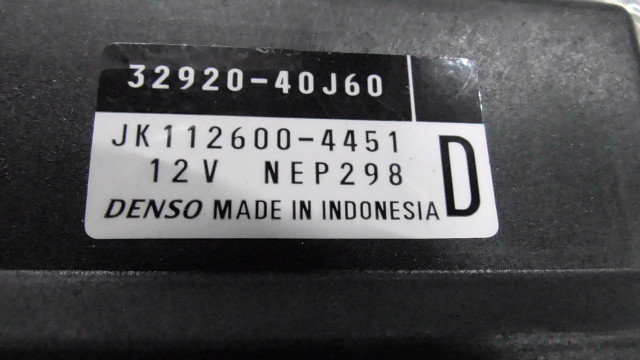 32920-40J60
JK112600-4451
12V NEP298
DENSO MADE IN INDONESIA
D